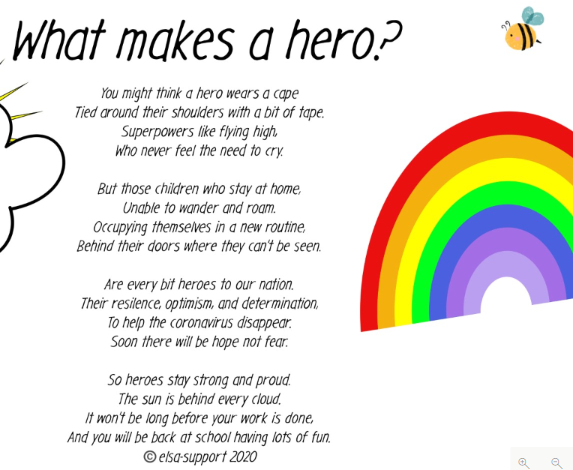 What makes a hero?
You might think a hero wears a cape
Tied around their shoulders with a bit of tape.
Superpowers like flying high,
Who never feel the need to cry.
But those children who stay at home,
Unable to wander and roam.
Occupying themselves in a new routine,
Behind their doors where they can't be seen.
Are every bit heroes to our nation.
Their resilence, optimism, and determination,
To help the coronavirus disappear.
Soon there will be hope not fear.
So heroes stay strong and proud.
The sun is behind every cloud,
It won't be long before your work is done,
And you will be back at school having lots of fun.
© elsa-support 2020